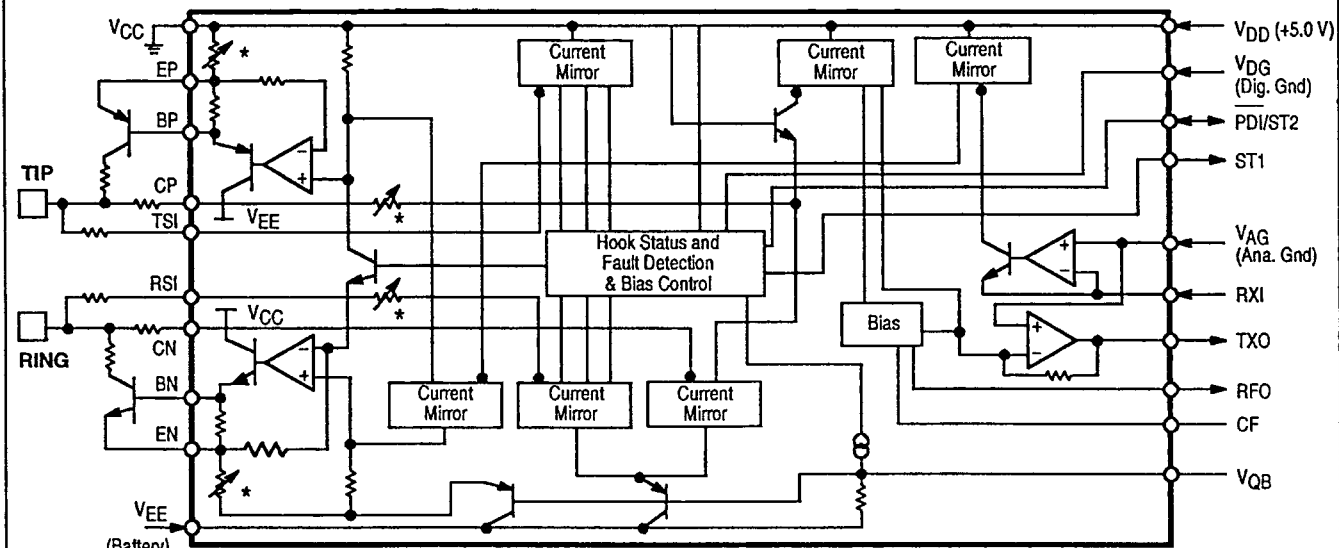 VCC
EP
*
BP
TIP
CP
TSI
VEE
*
RSI
*
VCC
RING
CN
BN
EN
*
VEE
(Battery)
Current
Mirror
Current
Mirror
Current
Mirror
Hook Status and
Fault Detection
& Bias Control
Bias
Current
Mirror
Current
Mirror
Current
Mirror
−
+
−
+
+
−
+
−
VDD (+5.0 V)
VDG
(Dig. Gnd)
PDI/ST2
ST1
VAG
(Ana. Gnd)
RXI
TXO
RFO
CF
VQB